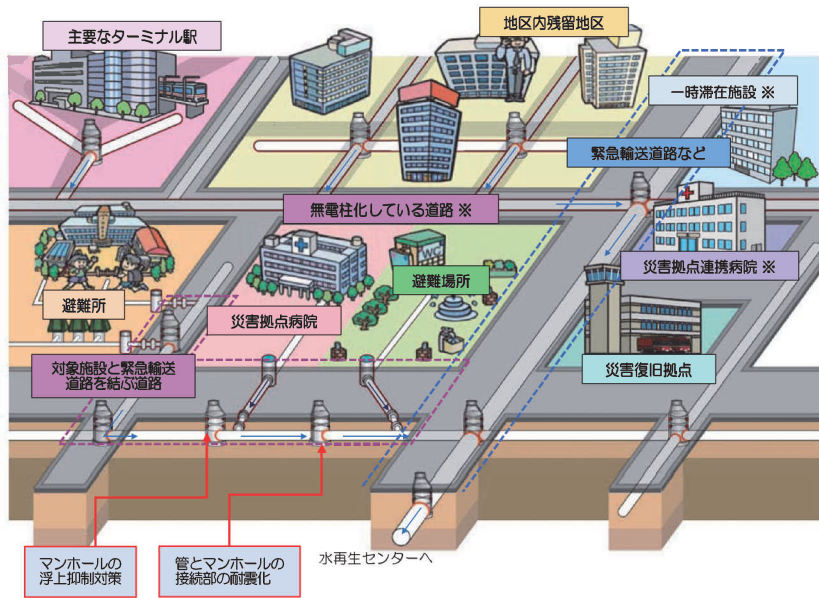 主要なターミナル駅
地区内残留地区
一時滞在施設 ※
緊急輸送道路など
無電柱化している道路 ※
災害拠点連携病院 ※
避難所
災害拠点病院
避難場所
WC
災害復旧拠点
対象施設と緊急輸送
道路を結ぶ道路
マンホールの
浮上抑制対策
管とマンホールの
接続部の耐震化
水再生センターへ